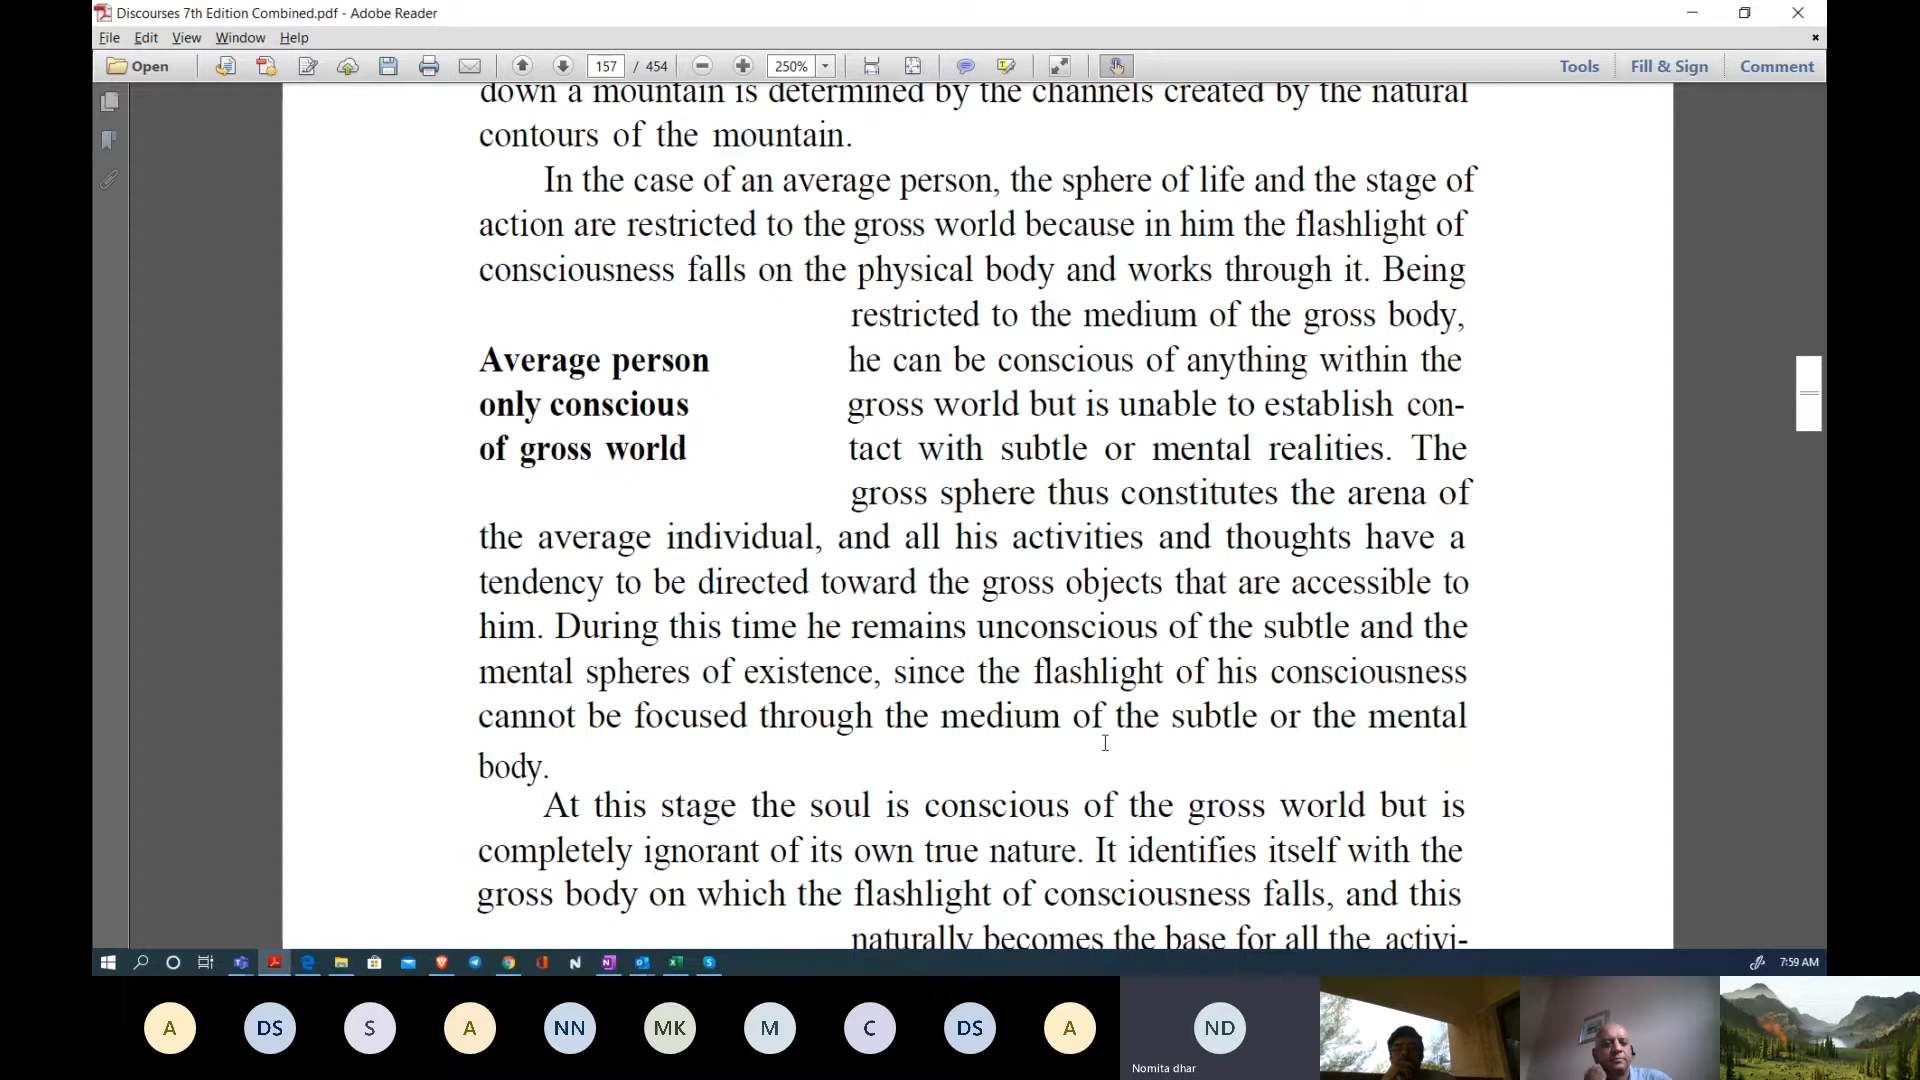 Discourses 7th Edition Combined.pdf - Adobe Reader
File Edit View Window Help
Open 157 / 454 250% Tools Fill & Sign Comment
down a mountain is determined by the channels created by the natural
contours of the mountain.
In the case of an average person, the sphere of life and the stage of
action are restricted to the gross world because in him the flashlight of
consciousness falls on the physical body and works through it. Being
restricted to the medium of the gross body,
Average person he can be conscious of anything within the
only conscious gross world but is unable to establish con-
of gross world tact with subtle or mental realities. The
gross sphere thus constitutes the arena of
the average individual, and all his activities and thoughts have a
tendency to be directed toward the gross objects that are accessible to
him. During this time he remains unconscious of the subtle and the
mental spheres of existence, since the flashlight of his consciousness
cannot be focused through the medium of the subtle or the mental
body.
At this stage the soul is conscious of the gross world but is
completely ignorant of its own true nature. It identifies itself with the
gross body on which the flashlight of consciousness falls, and this
naturally becomes the base for all the activi-
7:59 AM
A DS S A NN MK M C DS A ND
Nomita dhar